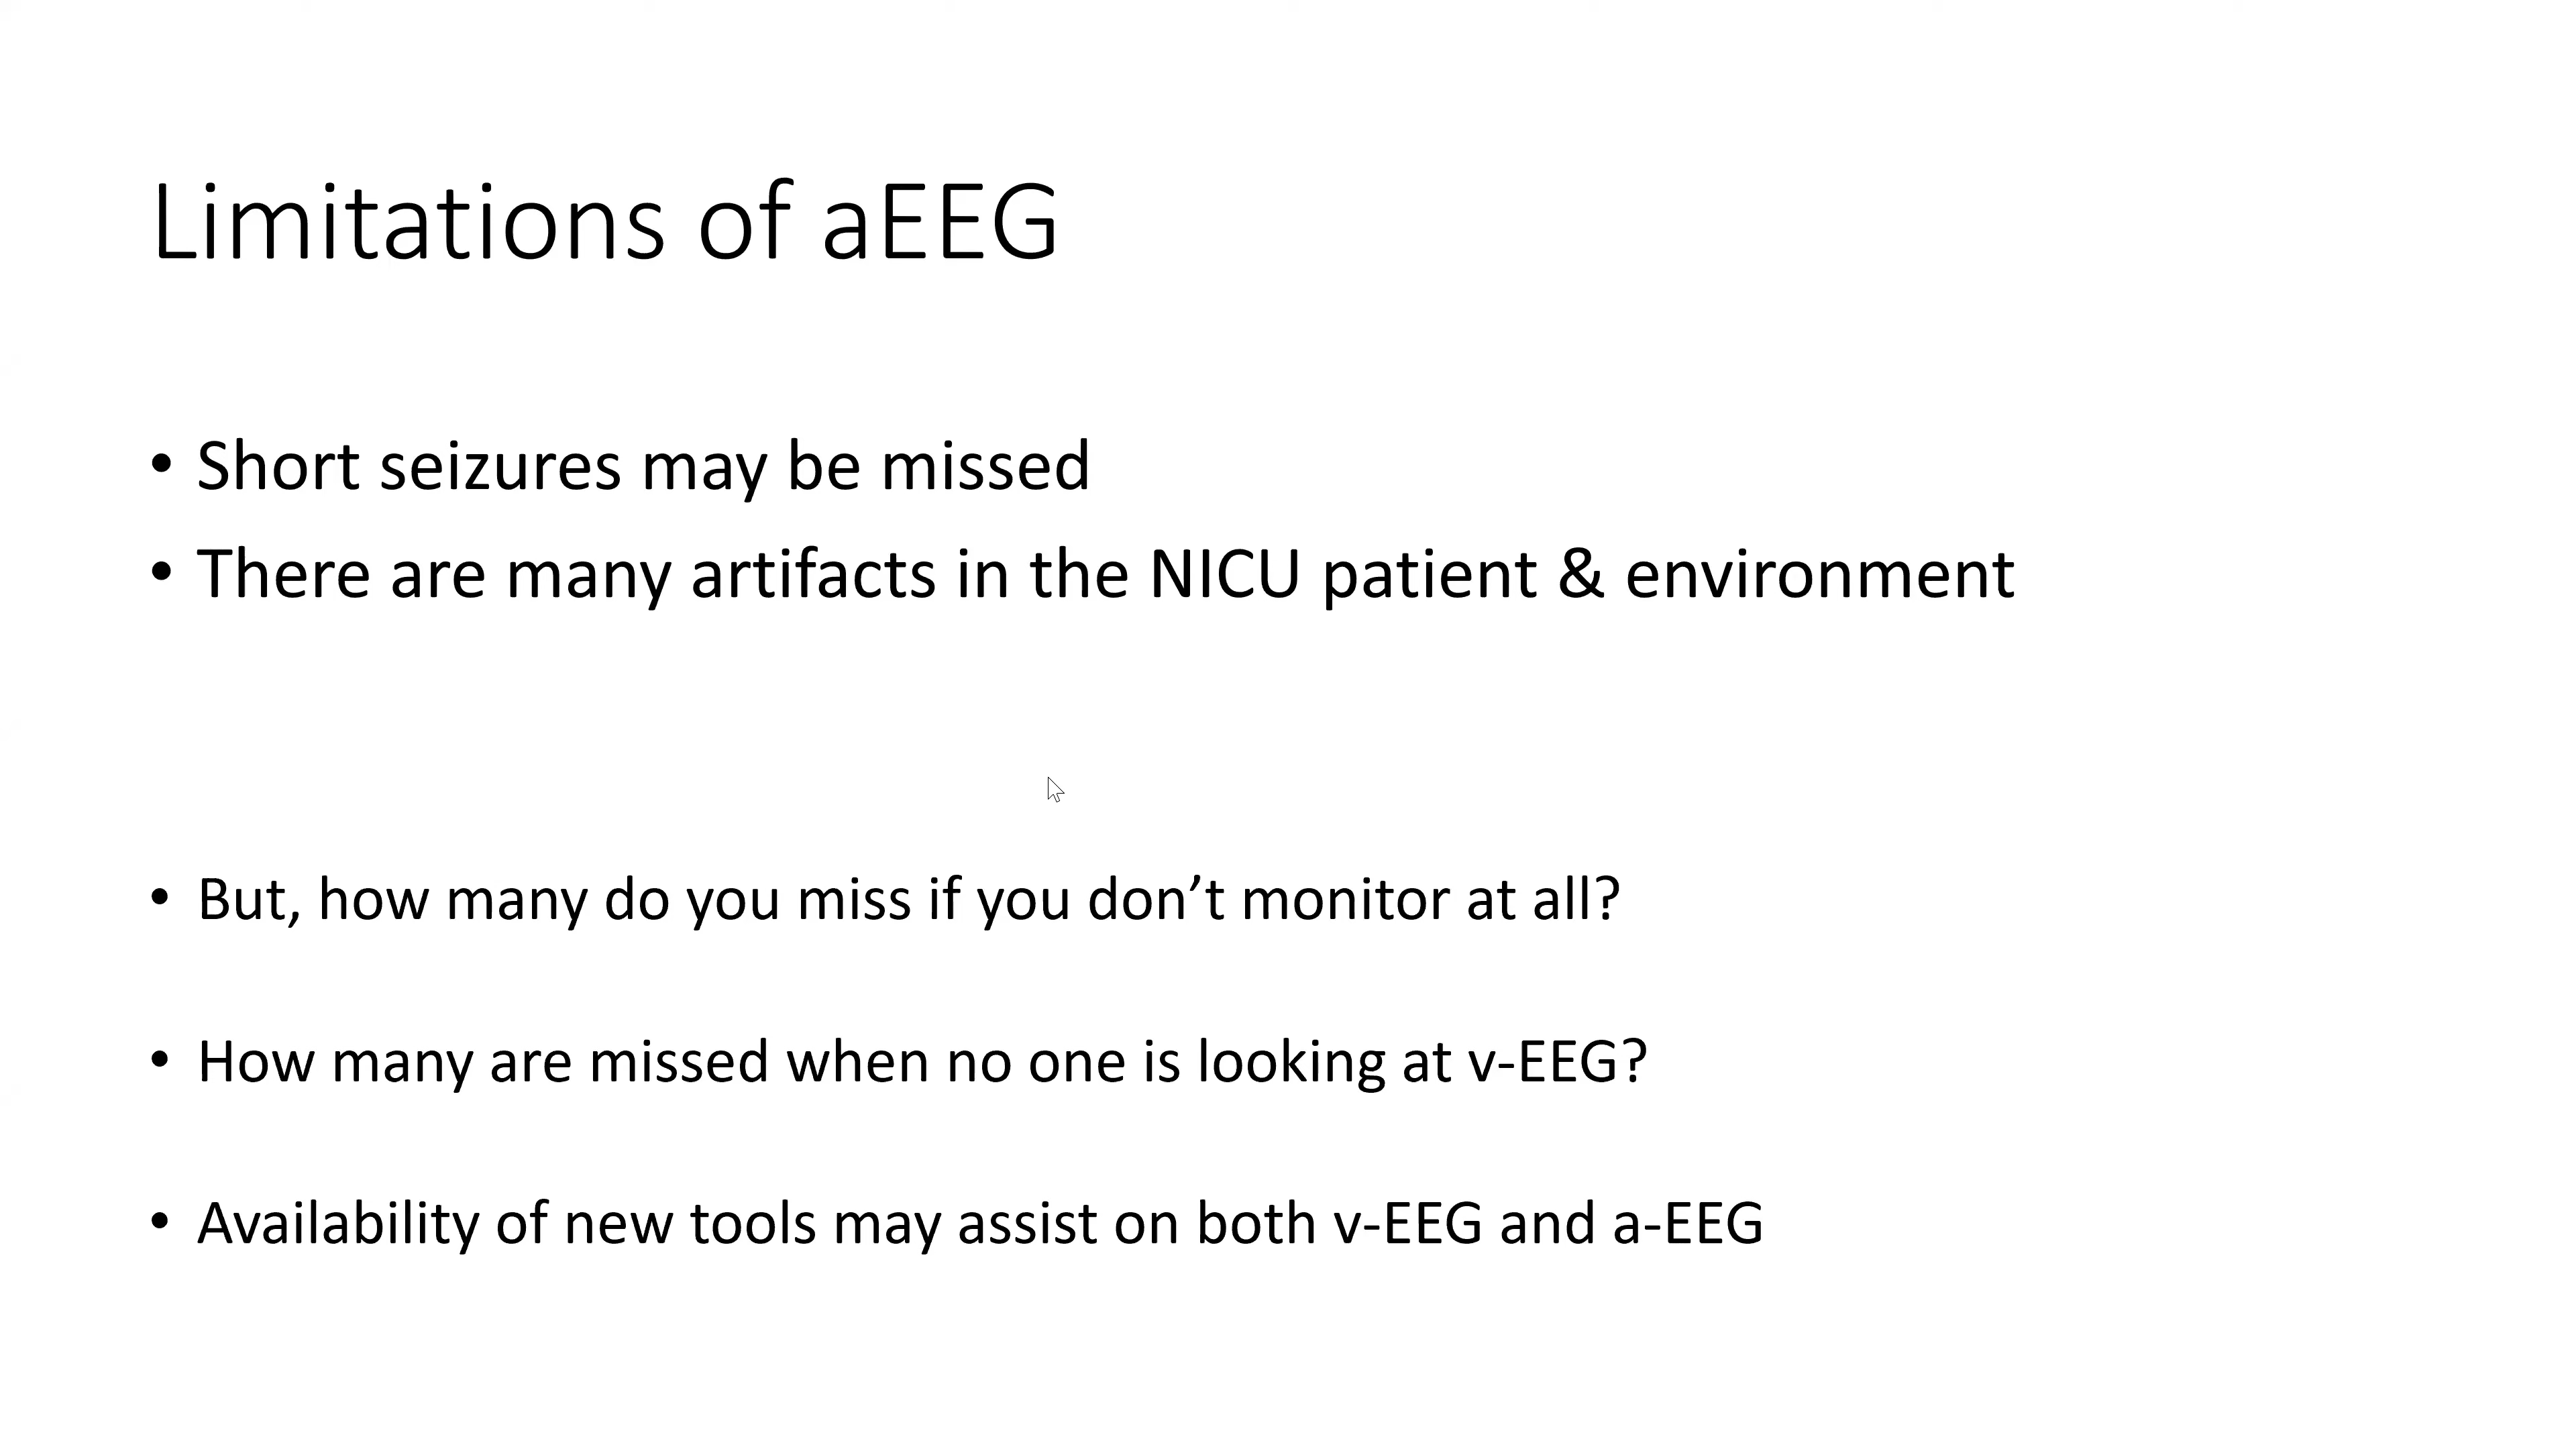 Limitations of aEEG
• Short seizures may be missed
• There are many artifacts in the NICU patient & environment
• But, how many do you miss if you don’t monitor at all?
• How many are missed when no one is looking at v-EEG?
• Availability of new tools may assist on both v-EEG and a-EEG